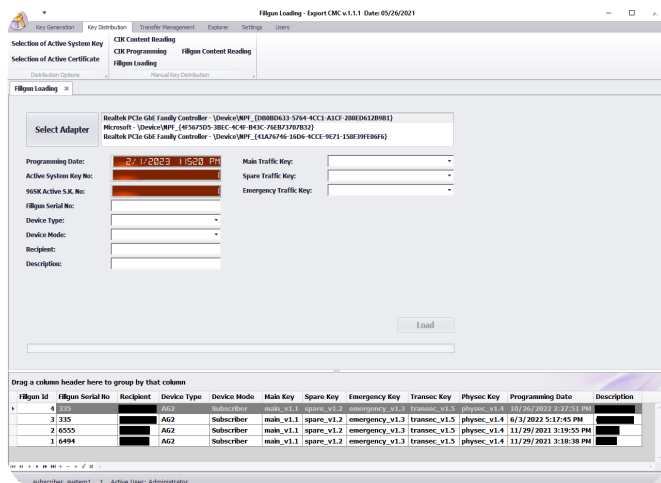 Fillgun Loading - Export CMC v.1.1.1 Date: 05/26/2021
Key Generation Key Distribution Transfer Management Explorer Settings Users
Selection of Active System Key
Selection of Active Certificate
CIK Content Reading
CIK Programming Fillgun Content Reading
Fillgun Loading
Distribution Options Manual Key Distribution
Fillgun Loading ×
Select Adapter
Realtek PCIe GbE Family Controller - \Device\NPF_{DB0BD633-5764-4CC1-A1CF-280ED612B9B1}
Microsoft - \Device\NPF_{4F5675D5-3BEC-4C4F-B43C-76EB73707B32}
Realtek PCIe GbE Family Controller - \Device\NPF_{41A76746-16D6-4CCE-9E71-158F39FE06F6}
Programming Date: 2/ 1/2023 1:15:20 PM Main Traffic Key:
Active System Key No: Spare Traffic Key:
96SK Active S.K. No: Emergency Traffic Key:
Fillgun Serial No:
Device Type:
Device Mode:
Recipient:
Description:
Load
Drag a column header here to group by that column
Fillgun Id Fillgun Serial No Recipient Device Type Device Mode Main Key Spare Key Emergency Key Transec Key Physec Key Programming Date Description
4 335 AG2 Subscriber main_v1.1 spare_v1.2 emergency_v1.3 transec_v1.5 physec_v1.4 10/26/2022 2:27:51 PM
3 335 AG2 Subscriber main_v1.1 spare_v1.2 emergency_v1.3 transec_v1.5 physec_v1.4 6/3/2022 5:17:45 PM
2 6555 AG2 Subscriber main_v1.1 spare_v1.2 emergency_v1.3 transec_v1.5 physec_v1.4 11/29/2021 3:19:55 PM
1 6494 AG2 Subscriber main_v1.1 spare_v1.2 emergency_v1.3 transec_v1.5 physec_v1.4 11/29/2021 3:18:38 PM
subscriber_system1 1 Active User: Administrator